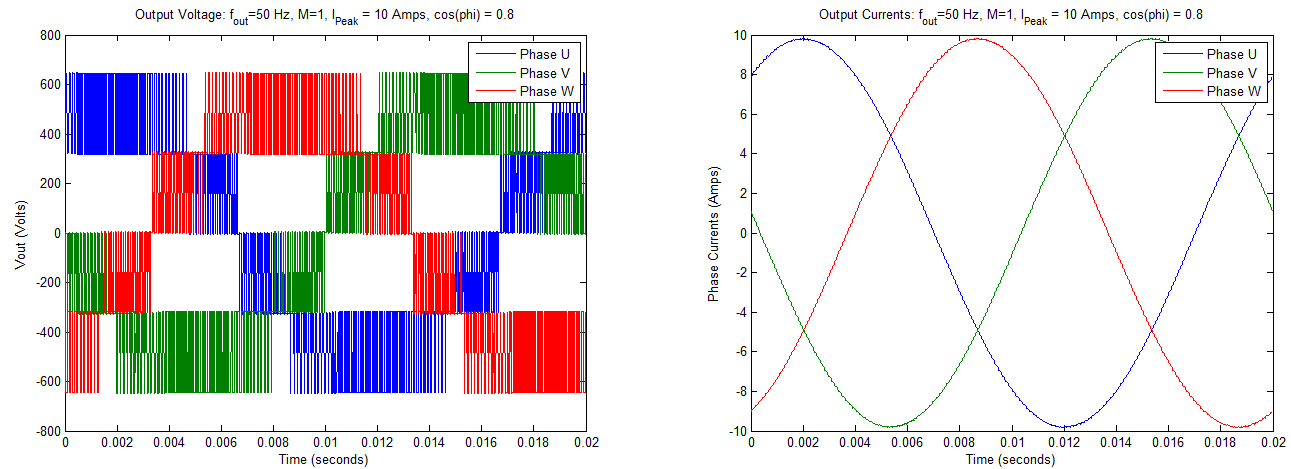 Output Voltage: fout=50 Hz, M=1, IPeak = 10 Amps, cos(phi) = 0.8
800
600
400
200
0
-200
-400
-600
-800
Vout (Volts)
Phase U
Phase V
Phase W
0 0.002 0.004 0.006 0.008 0.01 0.012 0.014 0.016 0.018 0.02
Time (seconds)
Output Currents: fout=50 Hz, M=1, IPeak = 10 Amps, cos(phi) = 0.8
10
8
6
4
2
0
-2
-4
-6
-8
-10
Phase Currents (Amps)
Phase U
Phase V
Phase W
0 0.002 0.004 0.006 0.008 0.01 0.012 0.014 0.016 0.018 0.02
Time (seconds)